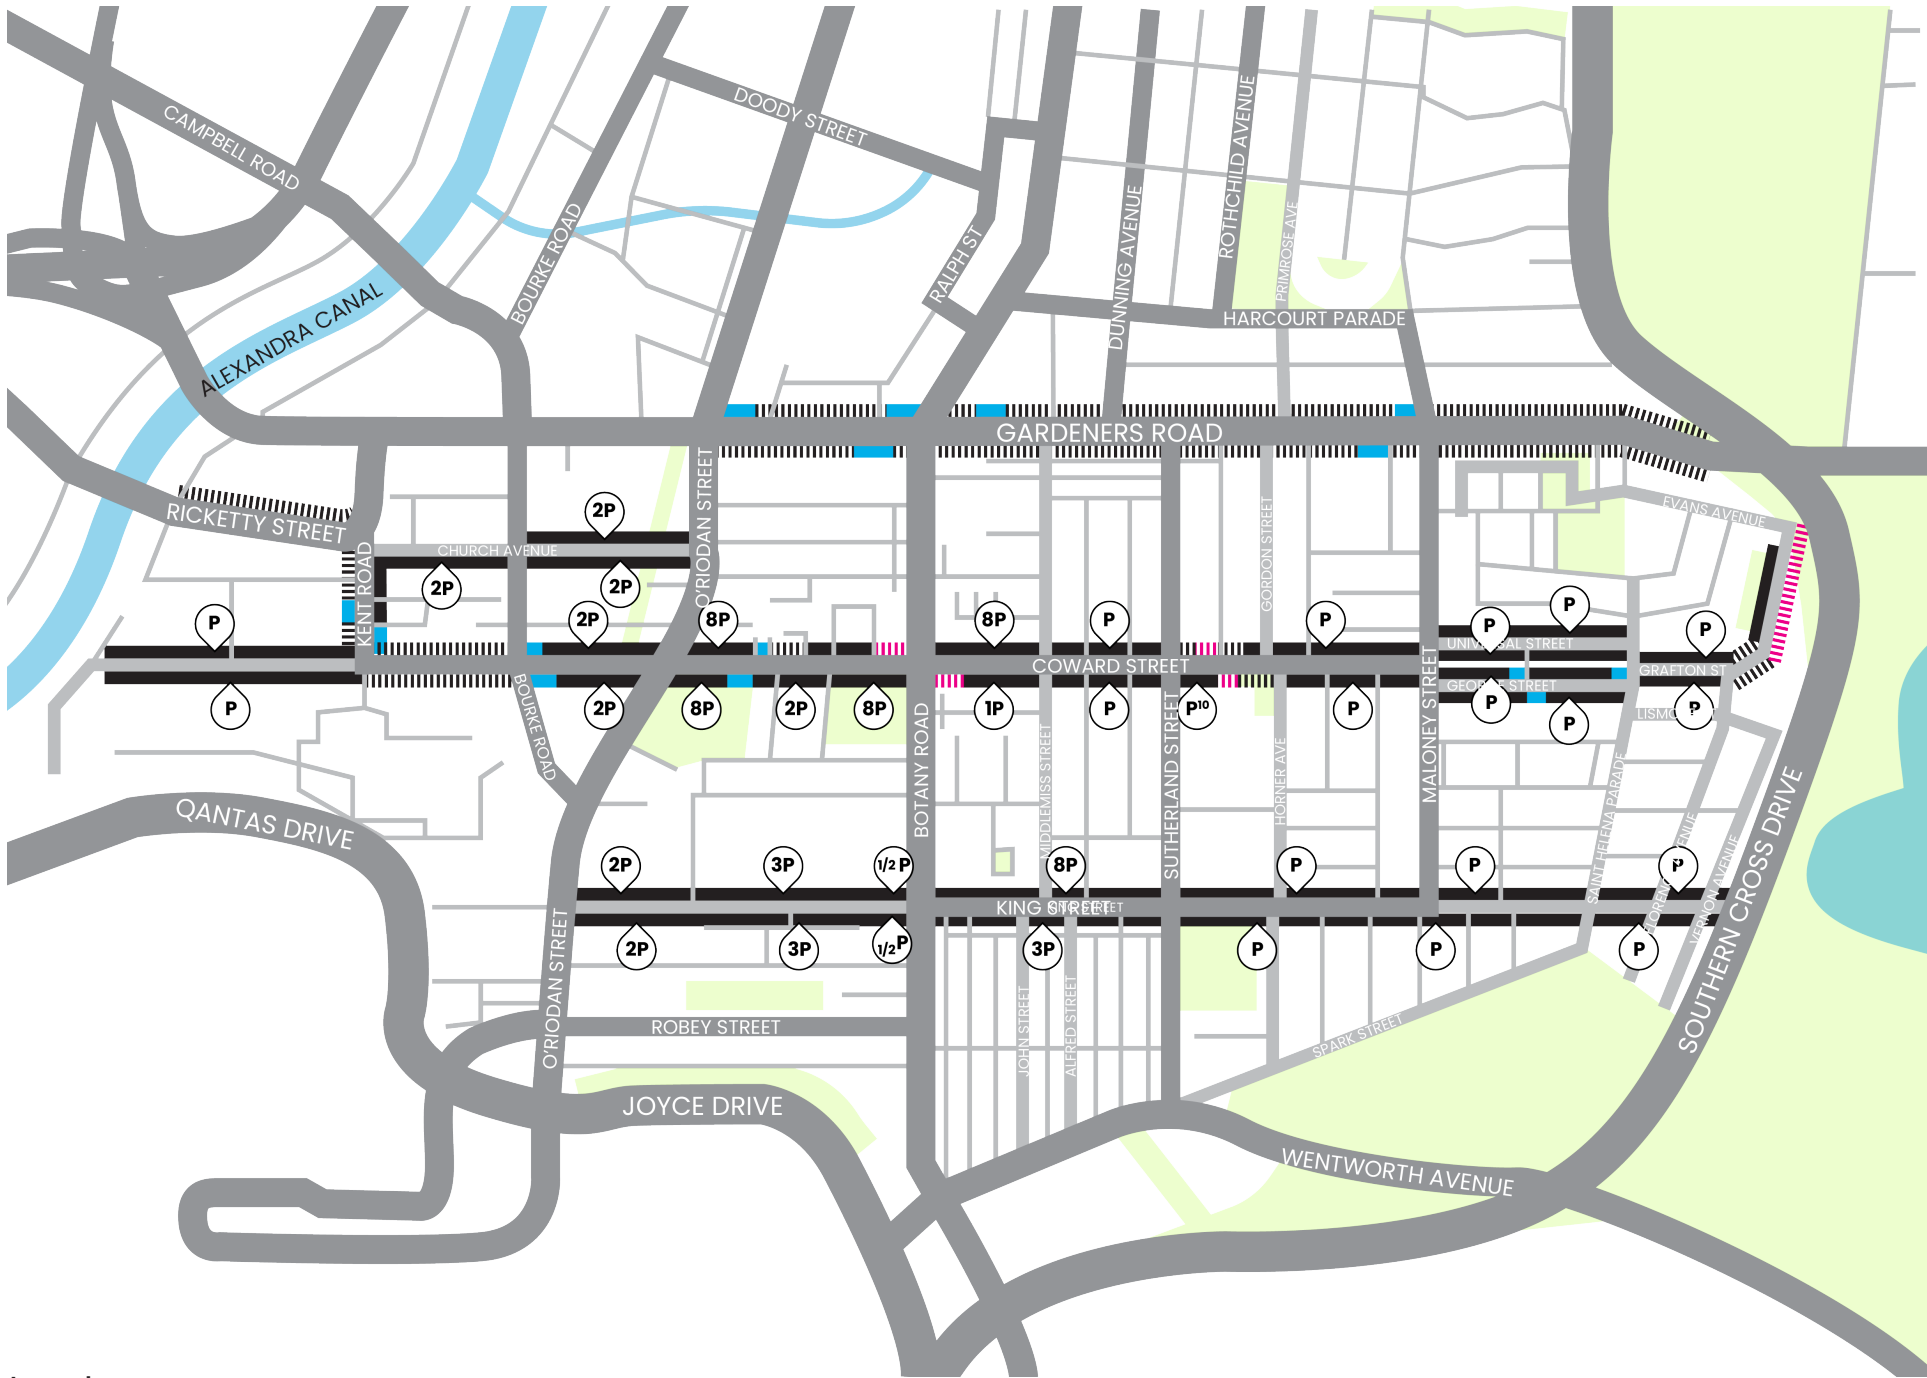 DOODY STREET
CAMPBELL ROAD
ROTHCHILD AVENUE
DUNNING AVENUE
PRIMROSE AVE
BOURKE ROAD
RALPH ST
ALEXANDRA CANAL
HARCOURT PARADE
GARDENERS ROAD
RICKETTY STREET
2P
EVANS AVENUE
O'RIODAN STREET
GORDON STREET
CHURCH AVENUE
KENT ROAD
2P
2P
P
2P
8P
8P
P
P
P
P
P
UNIVERSAL STREET
COWARD STREET
GRAFTON ST
GEORGE STREET
P
2P
8P
2P
8P
1P
P
P10
P
P
P
P
BOURKE ROAD
BOTANY ROAD
MIDDLEMISS STREET
SUTHERLAND STREET
HORNER AVE
MALONEY STREET
SAINT HELENA PARADE
VERNON AVENUE
SOUTHERN CROSS DRIVE
QANTAS DRIVE
2P
3P
1/2 P
8P
P
P
P
KING STREET
2P
3P
1/2P
3P
P
P
P
O'RIODAN STREET
JOHN STREET
ALFRED STREET
ROBEY STREET
SPARK STREET
JOYCE DRIVE
WENTWORTH AVENUE